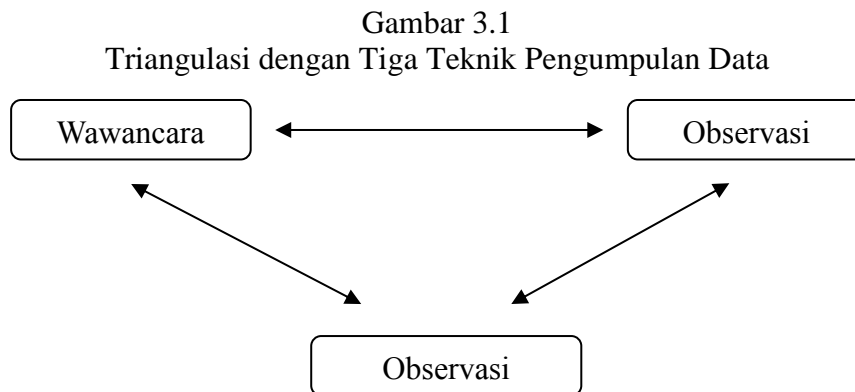 Gambar 3.1
Triangulasi dengan Tiga Teknik Pengumpulan Data
Wawancara
Observasi
Observasi